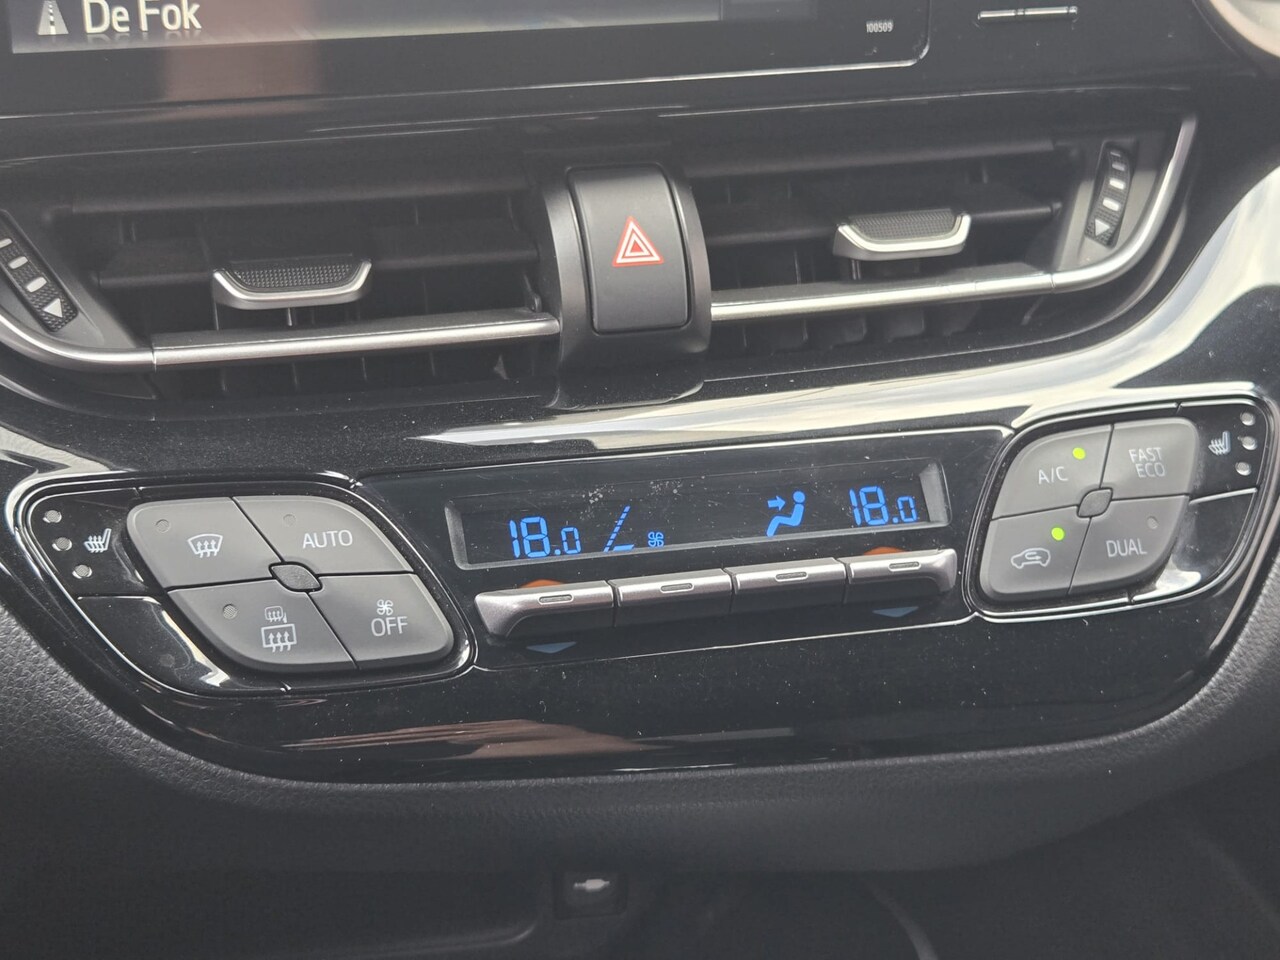 De Fok
100509
A/C
FAST
ECO
18.0
18.0
AUTO
OFF
DUAL